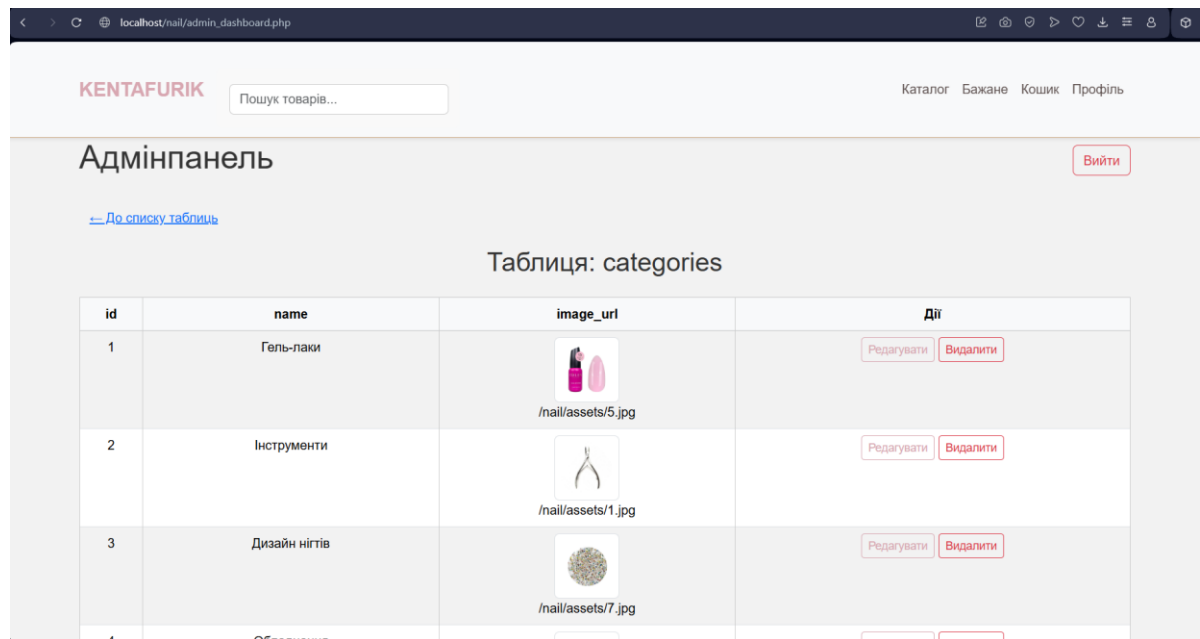 localhost/nail/admin_dashboard.php
KENTAFURIK
Пошук товарів...
Каталог Бажане Кошик Профіль
Адмінпанель
Вийти
← До списку таблиць
Таблиця: categories
id name image_url Дії
1 Гель-лаки /nail/assets/5.jpg Редагувати Видалити
2 Інструменти /nail/assets/1.jpg Редагувати Видалити
3 Дизайн нігтів /nail/assets/7.jpg Редагувати Видалити